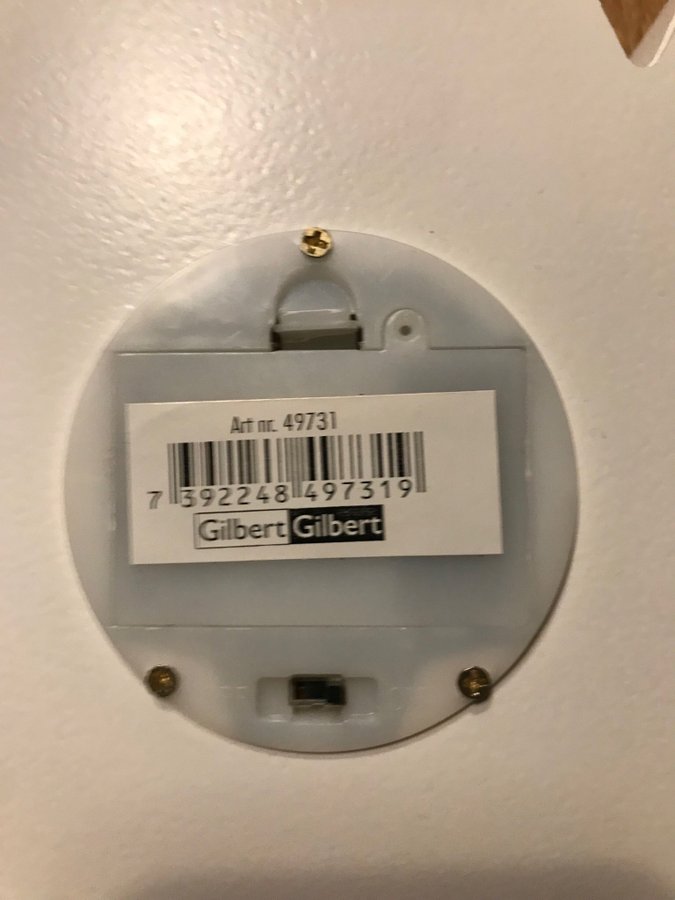 Art nr. 49731
7 392248 497319
Gilbert Gilbert